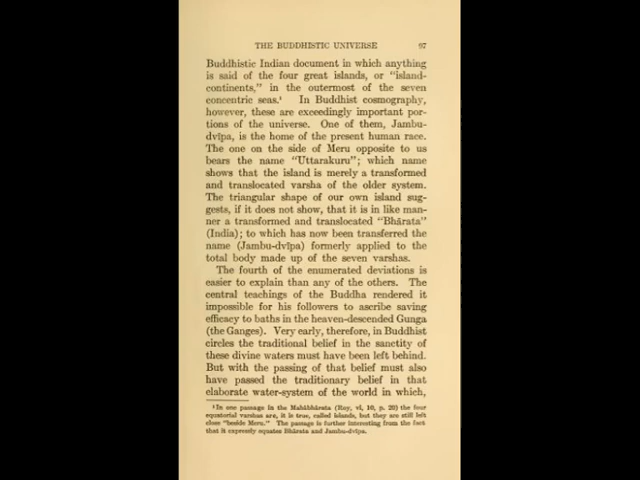 THE BUDDHISTIC UNIVERSE 97
Buddhistic Indian document in which anything
is said of the four great islands, or "island-
continents," in the outermost of the seven
concentric seas.¹ In Buddhist cosmography,
however, these are exceedingly important por-
tions of the universe. One of them, Jambu-
dvîpa, is the home of the present human race.
The one on the side of Meru opposite to us
bears the name "Uttarakuru"; which name
shows that the island is merely a transformed
and translocated varsha of the older system.
The triangular shape of our own island sug-
gests, if it does not show, that it is in like man-
ner a transformed and translocated "Bhârata"
(India); to which has now been transferred the
name (Jambu-dvîpa) formerly applied to the
total body made up of the seven varshas.
The fourth of the enumerated deviations is
easier to explain than any of the others. The
central teachings of the Buddha rendered it
impossible for his followers to ascribe saving
efficacy to baths in the heaven-descended Gunga
(the Ganges). Very early, therefore, in Buddhist
circles the traditional belief in the sanctity of
these divine waters must have been left behind.
But with the passing of that belief must also
have passed the traditionary belief in that
elaborate water-system of the world in which,
¹In one passage in the Mahâbhârata (Roy, vi, 10, p. 20) the four
equatorial varshas are, it is true, called islands, but they are still left
close "beside Meru." The passage is further interesting from the fact
that it expressly equates Bhârata and Jambu-dvîpa.